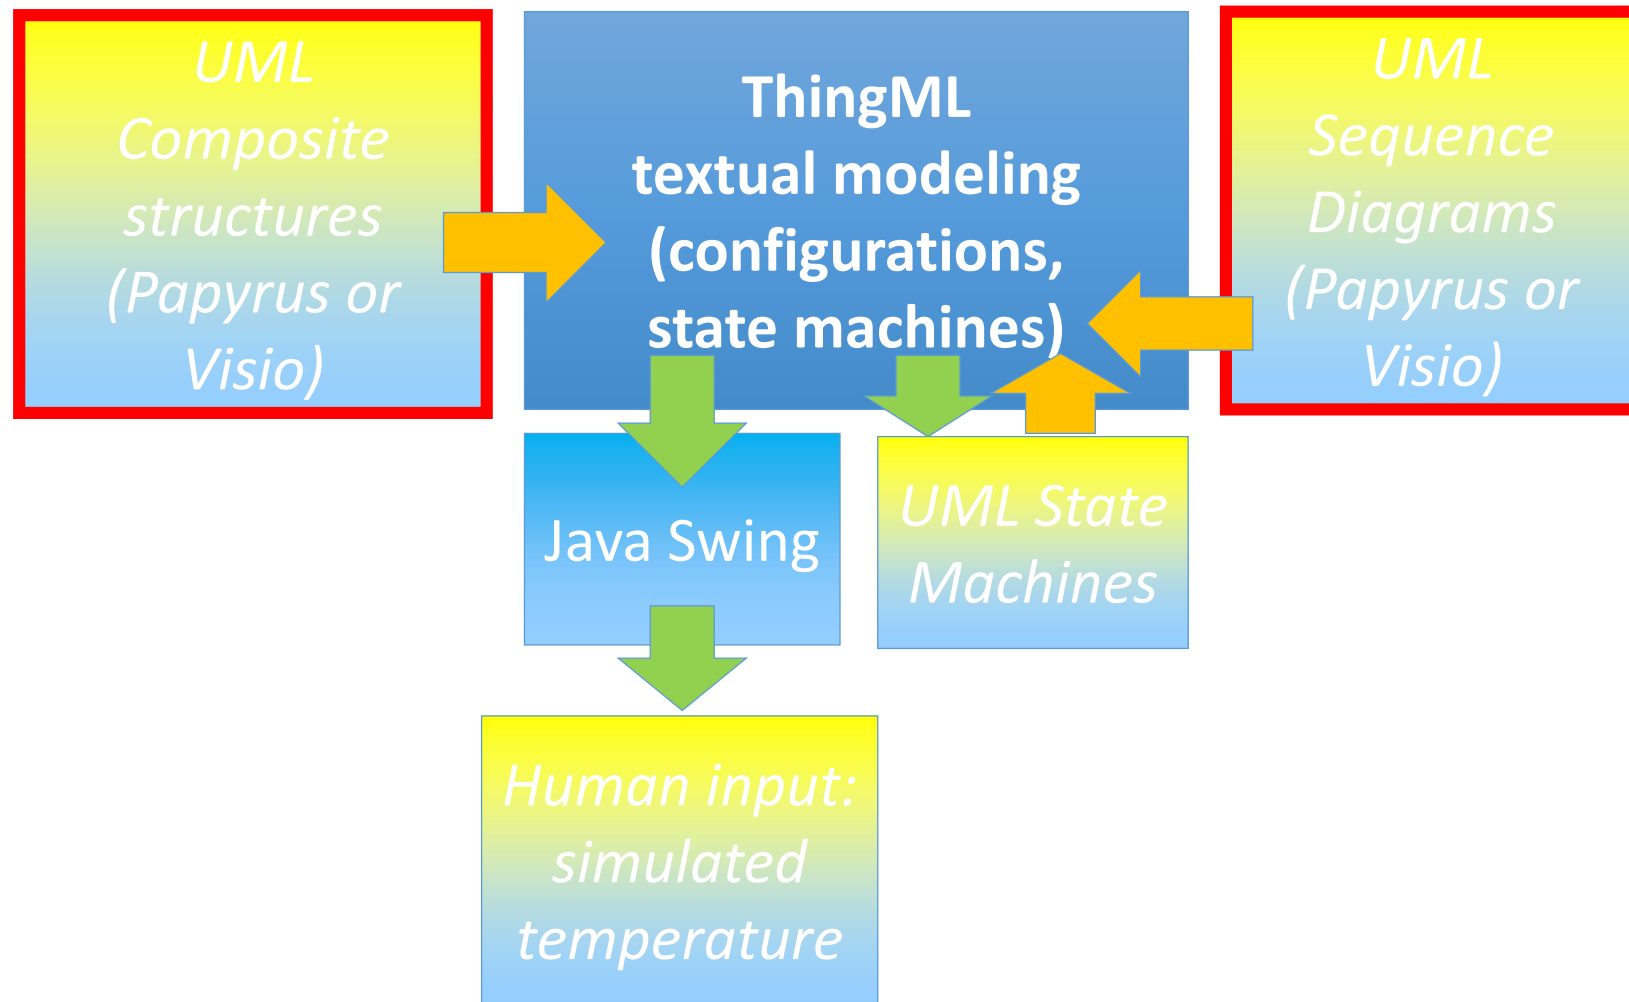 UML
Composite
structures
(Papyrus or
Visio)
ThingML
textual modeling
(configurations,
state machines)
UML
Sequence
Diagrams
(Papyrus or
Visio)
Java Swing
UML State
Machines
Human input:
simulated
temperature